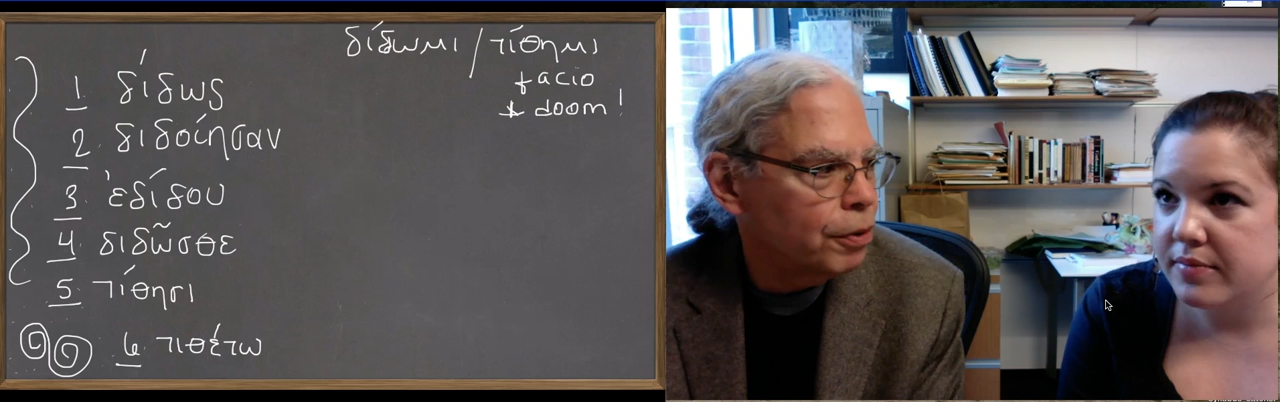 δίδωμι / τίθημι
facio
doom!
1 δίδως
2 διδοίησαν
3 ἐδίδου
4 διδῶσθε
5 τίθησι
6 τιθέτω